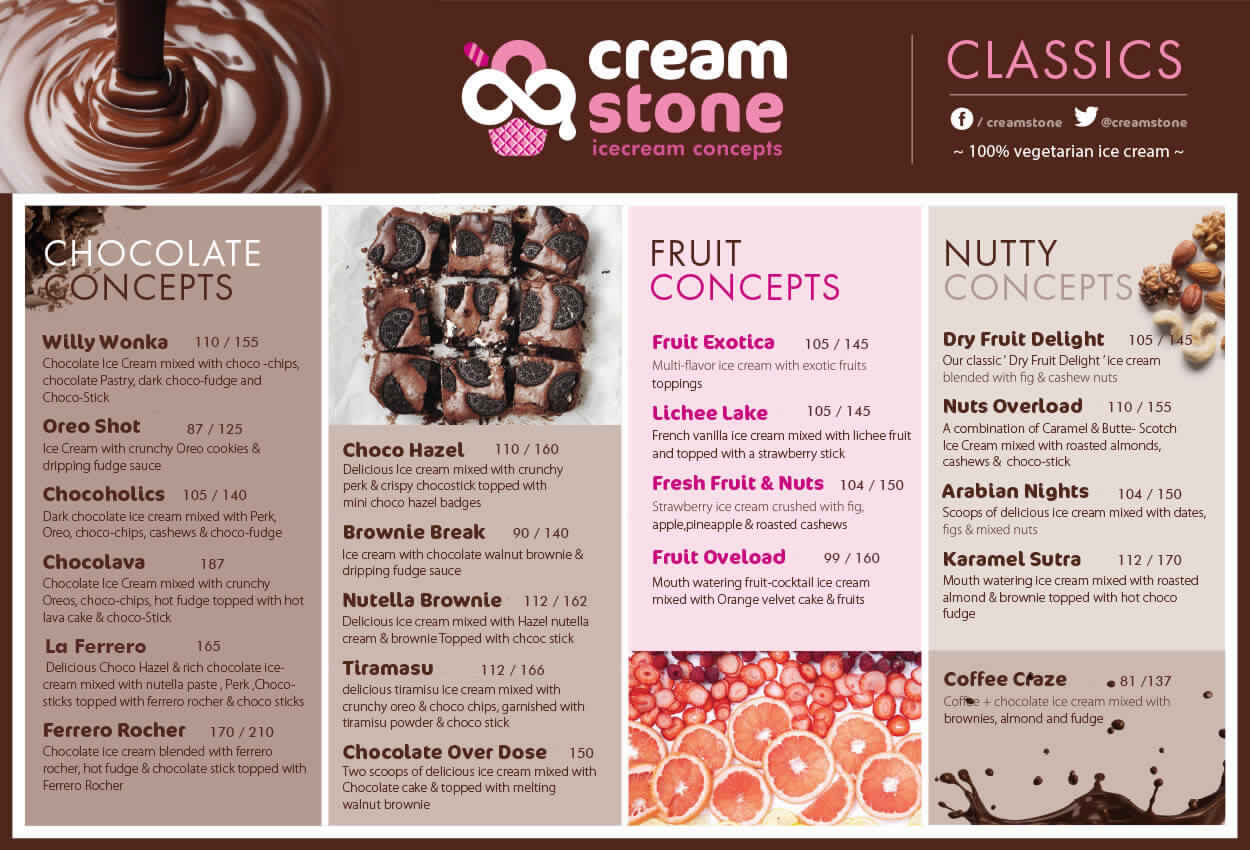 cream
stone
icecream concepts
CLASSICS
/ creamstone @creamstone
~ 100% vegetarian ice cream ~
CHOCOLATE
CONCEPTS
Willy Wonka 110 / 155
Chocolate Ice Cream mixed with choco -chips,
chocolate Pastry, dark choco-fudge and
Choco-Stick
Oreo Shot 87 / 125
Ice Cream with crunchy Oreo cookies &
dripping fudge sauce
Chocoholics 105 / 140
Dark chocolate ice cream mixed with Perk,
Oreo, choco-chips, cashews & choco-fudge
Chocolava 187
Chocolate Ice Cream mixed with crunchy
Oreos, choco-chips, hot fudge topped with hot
lava cake & choco-Stick
La Ferrero 165
Delicious Choco Hazel & rich chocolate ice-
cream mixed with nutella paste , Perk ,Choco-
sticks topped with ferrero rocher & choco sticks
Ferrero Rocher 170 / 210
Chocolate ice cream blended with ferrero
rocher, hot fudge & chocolate stick topped with
Ferrero Rocher
Choco Hazel 110 / 160
Delicious Ice cream mixed with crunchy
perk & crispy chocostick topped with
mini choco hazel badges
Brownie Break 90 / 140
Ice cream with chocolate walnut brownie &
dripping fudge sauce
Nutella Brownie 112 / 162
Delicious ice cream mixed with Hazel nutella
cream & brownie Topped with chcoc stick
Tiramasu 112 / 166
delicious tiramisu ice cream mixed with
crunchy oreo & choco chips, garnished with
tiramisu powder & choco stick
Chocolate Over Dose 150
Two scoops of delicious ice cream mixed with
Chocolate cake & topped with melting
walnut brownie
FRUIT
CONCEPTS
Fruit Exotica 105 / 145
Multi-flavor ice cream with exotic fruits
toppings
Lichee Lake 105 / 145
French vanilla ice cream mixed with lichee fruit
and topped with a strawberry stick
Fresh Fruit & Nuts 104 / 150
Strawberry ice cream crushed with fig,
apple,pineapple & roasted cashews
Fruit Oveload 99 / 160
Mouth watering fruit-cocktail ice cream
mixed with Orange velvet cake & fruits
NUTTY
CONCEPTS
Dry Fruit Delight 105 / 145
Our classic ' Dry Fruit Delight ' ice cream
blended with fig & cashew nuts
Nuts Overload 110 / 155
A combination of Caramel & Butte- Scotch
Ice Cream mixed with roasted almonds,
cashews & choco-stick
Arabian Nights 104 / 150
Scoops of delicious ice cream mixed with dates,
figs & mixed nuts
Karamel Sutra 112 / 170
Mouth watering ice cream mixed with roasted
almond & brownie topped with hot choco
fudge
Coffee Craze 81 /137
Coffee + chocolate ice cream mixed with
brownies, almond and fudge